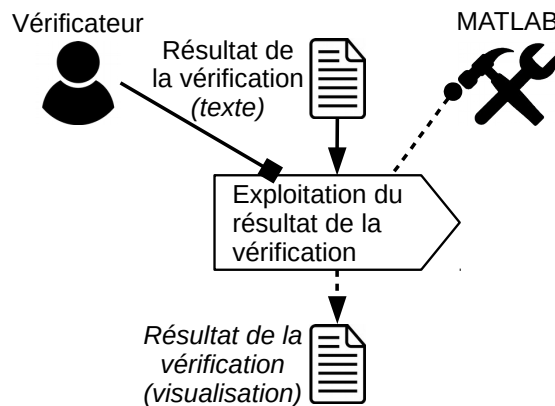 Vérificateur
MATLAB
Résultat de
la vérification
(texte)
Exploitation du
résultat de la
vérification
Résultat de la
vérification
(visualisation)